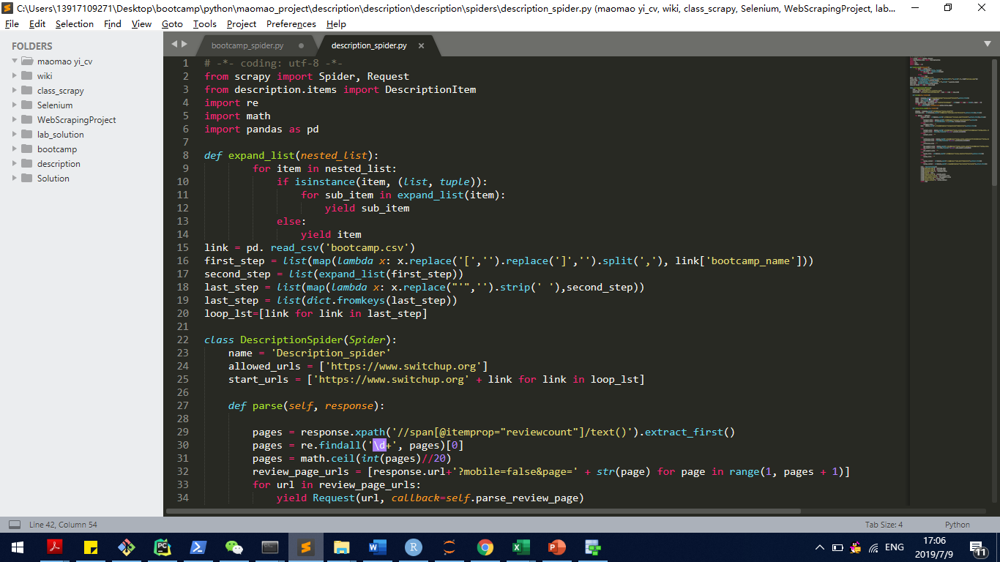 C:\Users\13917109271\Desktop\bootcamp\python\maomao_project\description\description\description\spiders\description_spider.py (maomao yi_cv, wiki, class_scrapy, Selenium, WebScrapingProject, lab...
File Edit Selection Find View Goto Tools Project Preferences Help
FOLDERS
maomao yi_cv
wiki
class_scrapy
Selenium
WebScrapingProject
lab_solution
bootcamp
description
Solution
bootcamp_spider.py
description_spider.py
1 # -*- coding: utf-8 -*-
2 from scrapy import Spider, Request
3 from description.items import DescriptionItem
4 import re
5 import math
6 import pandas as pd
7
8 def expand_list(nested_list):
9 for item in nested_list:
10 if isinstance(item, (list, tuple)):
11 for sub_item in expand_list(item):
12 yield sub_item
13 else:
14 yield item
15 link = pd. read_csv('bootcamp.csv')
16 first_step = list(map(lambda x: x.replace('[','').replace(']','').split(','), link['bootcamp_name']))
17 second_step = list(expand_list(first_step))
18 last_step = list(map(lambda x: x.replace("'",'').strip(' '),second_step))
19 last_step = list(dict.fromkeys(last_step))
20 loop_lst=[link for link in last_step]
21
22 class DescriptionSpider(Spider):
23 name = 'Description_spider'
24 allowed_urls = ['https://www.switchup.org']
25 start_urls = ['https://www.switchup.org' + link for link in loop_lst]
26
27 def parse(self, response):
28
29 pages = response.xpath('//span[@itemprop="reviewcount"]/text()').extract_first()
30 pages = re.findall('\d+', pages)[0]
31 pages = math.ceil(int(pages)//20)
32 review_page_urls = [response.url+'?mobile=false&page=' + str(page) for page in range(1, pages + 1)]
33 for url in review_page_urls:
34 yield Request(url, callback=self.parse_review_page)
Line 42, Column 54
Tab Size: 4
Python
ENG
17:06
2019/7/9
11